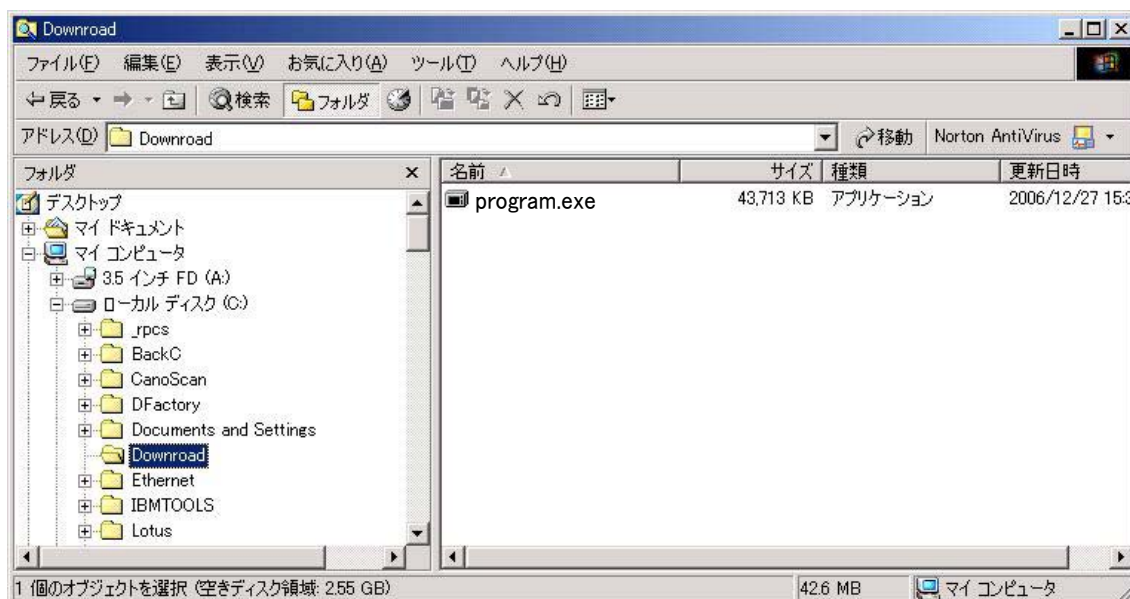 Downroad
ファイル(F) 編集(E) 表示(V) お気に入り(A) ツール(T) ヘルプ(H)
戻る 検索 フォルダ
アドレス(D) Downroad 移動 Norton AntiVirus
フォルダ
名前 サイズ 種類 更新日時
デスクトップ
マイ ドキュメント
マイ コンピュータ
3.5 インチ FD (A:)
ローカル ディスク (C:)
_rpcs
BackC
CanoScan
DFactory
Documents and Settings
Downroad
Ethernet
IBMTOOLS
Lotus
program.exe 43,713 KB アプリケーション 2006/12/27 15:3
1 個のオブジェクトを選択 (空きディスク領域: 2.55 GB) 42.6 MB マイ コンピュータ